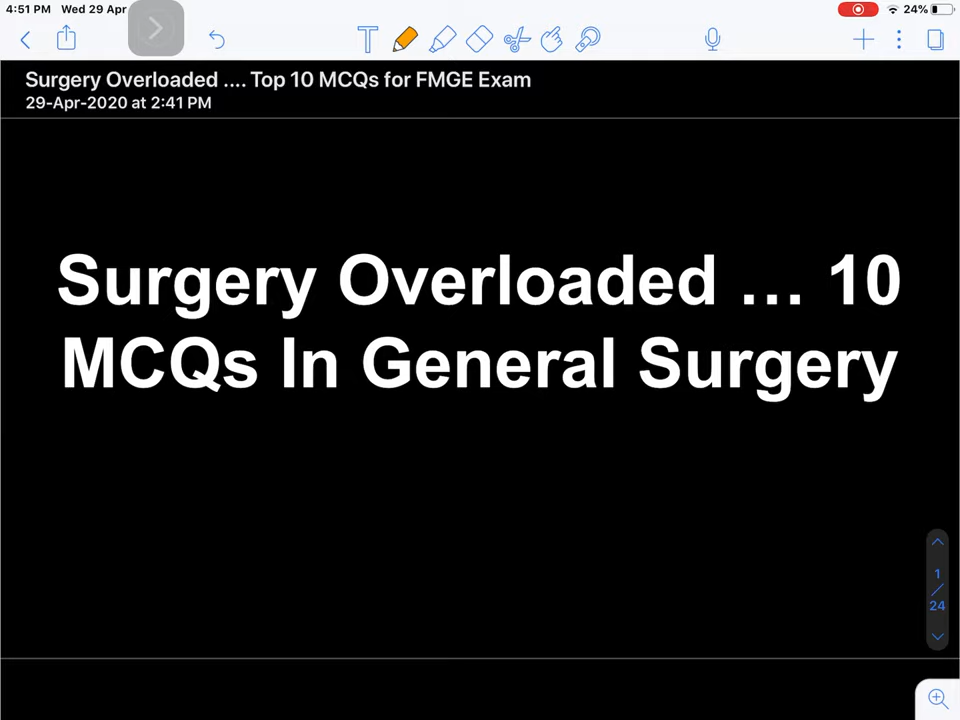 4:51 PM Wed 29 Apr 24%
T
Surgery Overloaded .... Top 10 MCQs for FMGE Exam
29-Apr-2020 at 2:41 PM
Surgery Overloaded ... 10
MCQs In General Surgery
1
/
24